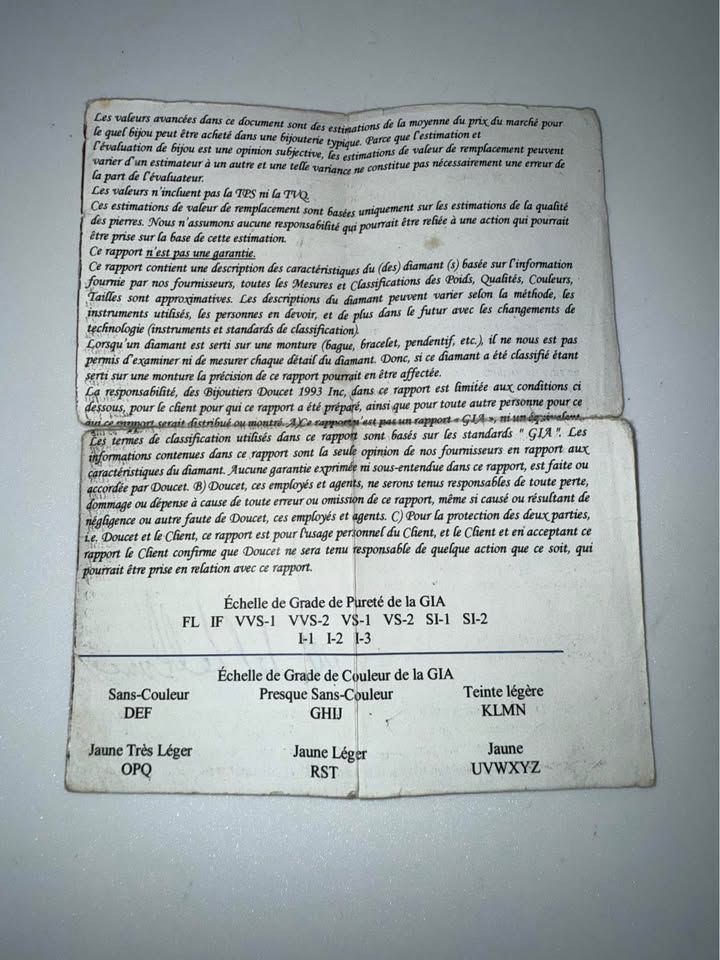 Les valeurs avancées dans ce document sont des estimations de la moyenne du prix du marché pour
le quel bijou peut être acheté dans une bijouterie typique. Parce que l'estimation et
l'évaluation de bijou est une opinion subjective, les estimations de valeur de remplacement peuvent
varier d'un estimateur à un autre et une telle variance ne constitue pas nécessairement une erreur de
la part de l'évaluateur.
Les valeurs n'incluent pas la TPS ni la TVQ
Ces estimations de valeur de remplacement sont basées uniquement sur les estimations de la qualité
des pierres. Nous n'assumons aucune responsabilité qui pourrait être reliée à une action qui pourrait
être prise sur la base de cette estimation.
Ce rapport n'est pas une garantie.
Ce rapport contient une description des caractéristiques du (des) diamant (s) basée sur l'information
fournie par nos fournisseurs, toutes les Mesures et Classifications des Poids, Qualités, Couleurs,
Tailles sont approximatives. Les descriptions du diamant peuvent varier selon la méthode, les
instruments utilisés, les personnes en devoir, et de plus dans le futur avec les changements de
technologie (instruments et standards de classification).
Lorsqu'un diamant est serti sur une monture (bague, bracelet, pendentif, etc.), il ne nous est pas
permis d'examiner ni de mesurer chaque détail du diamant. Donc, si ce diamant a été classifié étant
serti sur une monture la précision de ce rapport pourrait en être affectée.
La responsabilité, des Bijoutiers Doucet 1993 Inc, dans ce rapport est limitée aux conditions ci
dessous, pour le client pour qui ce rapport a été préparé, ainsi que pour toute autre personne pour ce
qui ce rapport serait distribué ou montré. A) Ce rapport n'est pas un rapport « GIA », ni un équivalent.
Les termes de classification utilisés dans ce rapport sont basés sur les standards " GIA ". Les
informations contenues dans ce rapport sont la seule opinion de nos fournisseurs en rapport aux
caractéristiques du diamant. Aucune garantie exprimée ni sous-entendue dans ce rapport, est faite ou
accordée par Doucet. B) Doucet, ces employés et agents, ne serons tenus responsables de toute perte,
dommage ou dépense à cause de toute erreur ou omission de ce rapport, même si causé ou résultant de
négligence ou autre faute de Doucet, ces employés et agents. C) Pour la protection des deux parties,
i.e. Doucet et le Client, ce rapport est pour l'usage personnel du Client, et le Client et en acceptant ce
rapport le Client confirme que Doucet ne sera tenu responsable de quelque action que ce soit, qui
pourrait être prise en relation avec ce rapport.
Échelle de Grade de Pureté de la GIA
FL IF VVS-1 VVS-2 VS-1 VS-2 SI-1 SI-2
I-1 I-2 I-3
Échelle de Grade de Couleur de la GIA
Sans-Couleur Presque Sans-Couleur Teinte légère
DEF GHIJ KLMN
Jaune Très Léger Jaune Léger Jaune
OPQ RST UVWXYZ